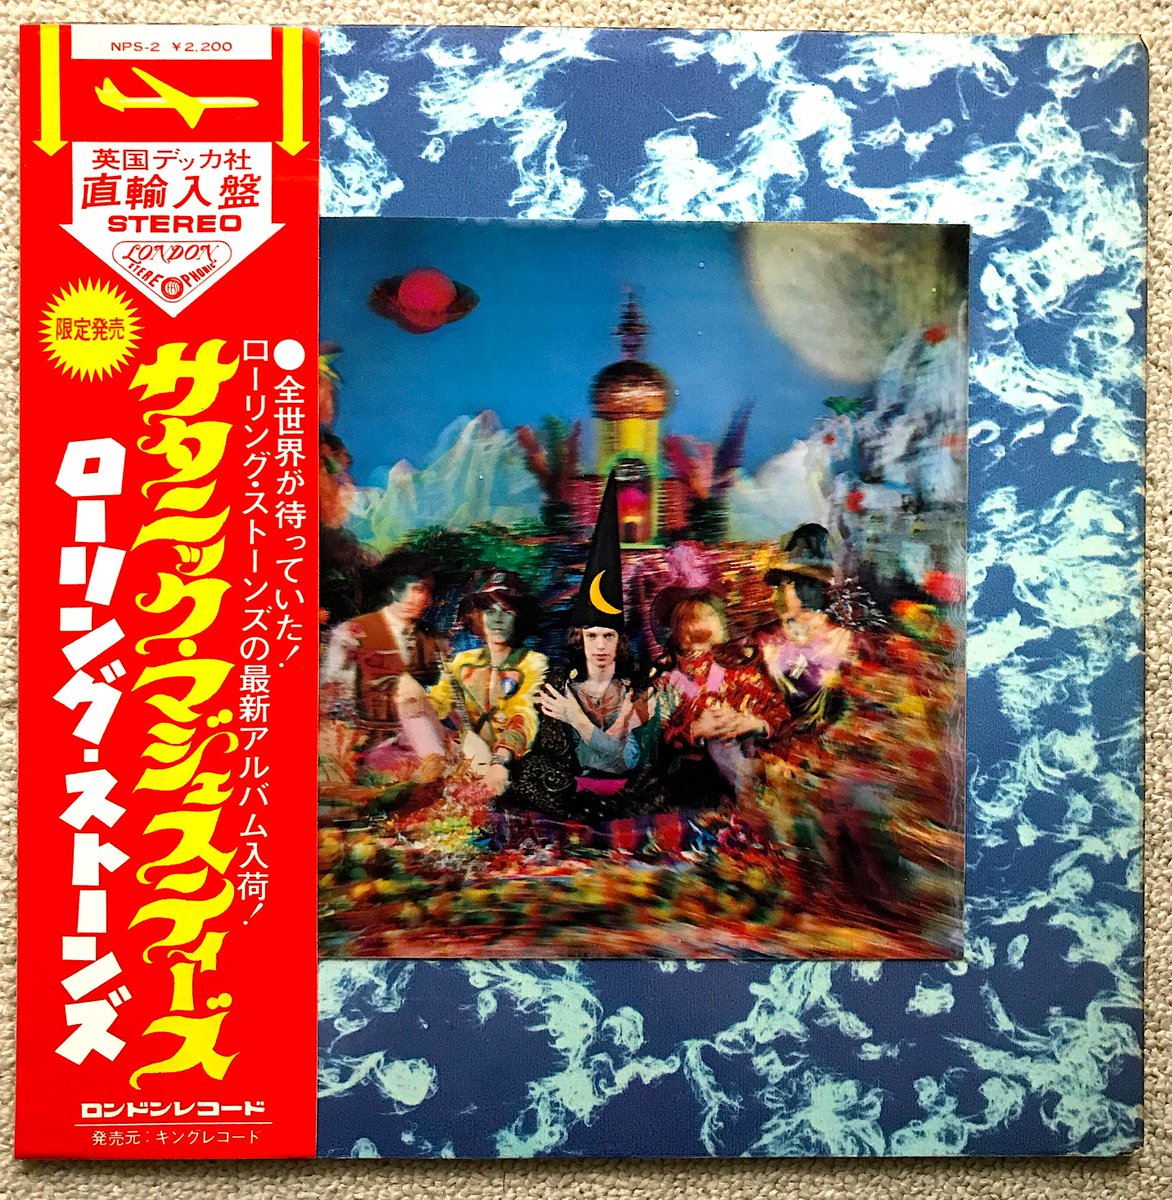 NPS-2 ¥2,200
英国デッカ社
直輸入盤
STEREO
LONDON
STEREOPHONIC
限定発売
●全世界が待っていた!
ローリング・ストーンズの最新アルバム入荷!
サタニック・マジェスティーズ
ローリング・ストーンズ
ロンドンレコード
発売元:キングレコード